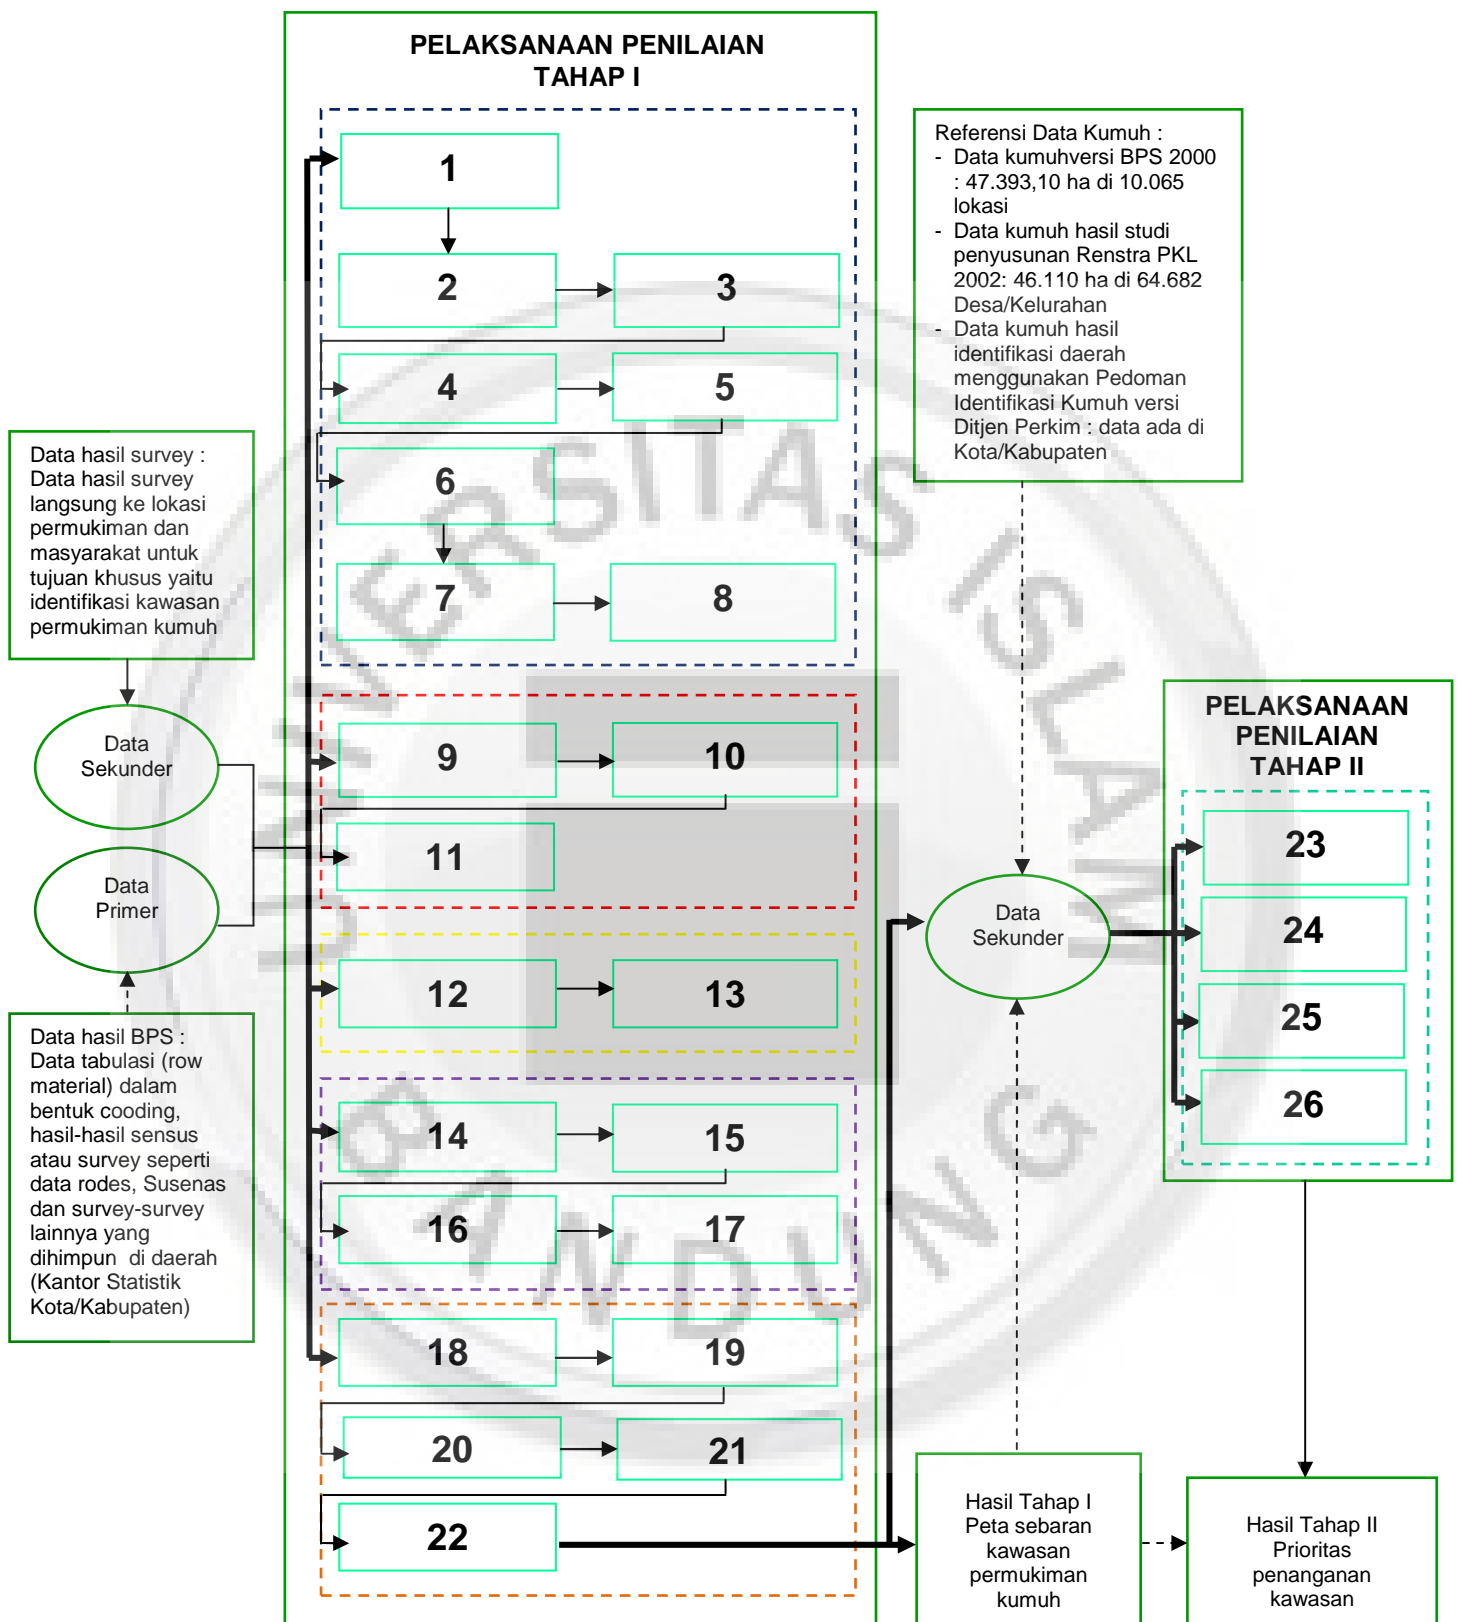 PELAKSANAAN PENILAIAN
TAHAP I
1
2
3
4
5
6
7
8
9
10
11
12
13
14
15
16
17
18
19
20
21
22
Data hasil survey :
Data hasil survey
langsung ke lokasi
permukiman dan
masyarakat untuk
tujuan khusus yaitu
identifikasi kawasan
permukiman kumuh
Data
Sekunder
Data
Primer
Data hasil BPS :
Data tabulasi (row
material) dalam
bentuk cooding,
hasil-hasil sensus
atau survey seperti
data rodes, Susenas
dan survey-survey
lainnya yang
dihimpun di daerah
(Kantor Statistik
Kota/Kabupaten)
Referensi Data Kumuh :
- Data kumuhversi BPS 2000
: 47.393,10 ha di 10.065
lokasi
- Data kumuh hasil studi
penyusunan Renstra PKL
2002: 46.110 ha di 64.682
Desa/Kelurahan
- Data kumuh hasil
identifikasi daerah
menggunakan Pedoman
Identifikasi Kumuh versi
Ditjen Perkim : data ada di
Kota/Kabupaten
Data
Sekunder
PELAKSANAAN
PENILAIAN
TAHAP II
23
24
25
26
Hasil Tahap I
Peta sebaran
kawasan
permukiman
kumuh
Hasil Tahap II
Prioritas
penanganan
kawasan
UNIVERSITAS ISLAM
BANDUNG